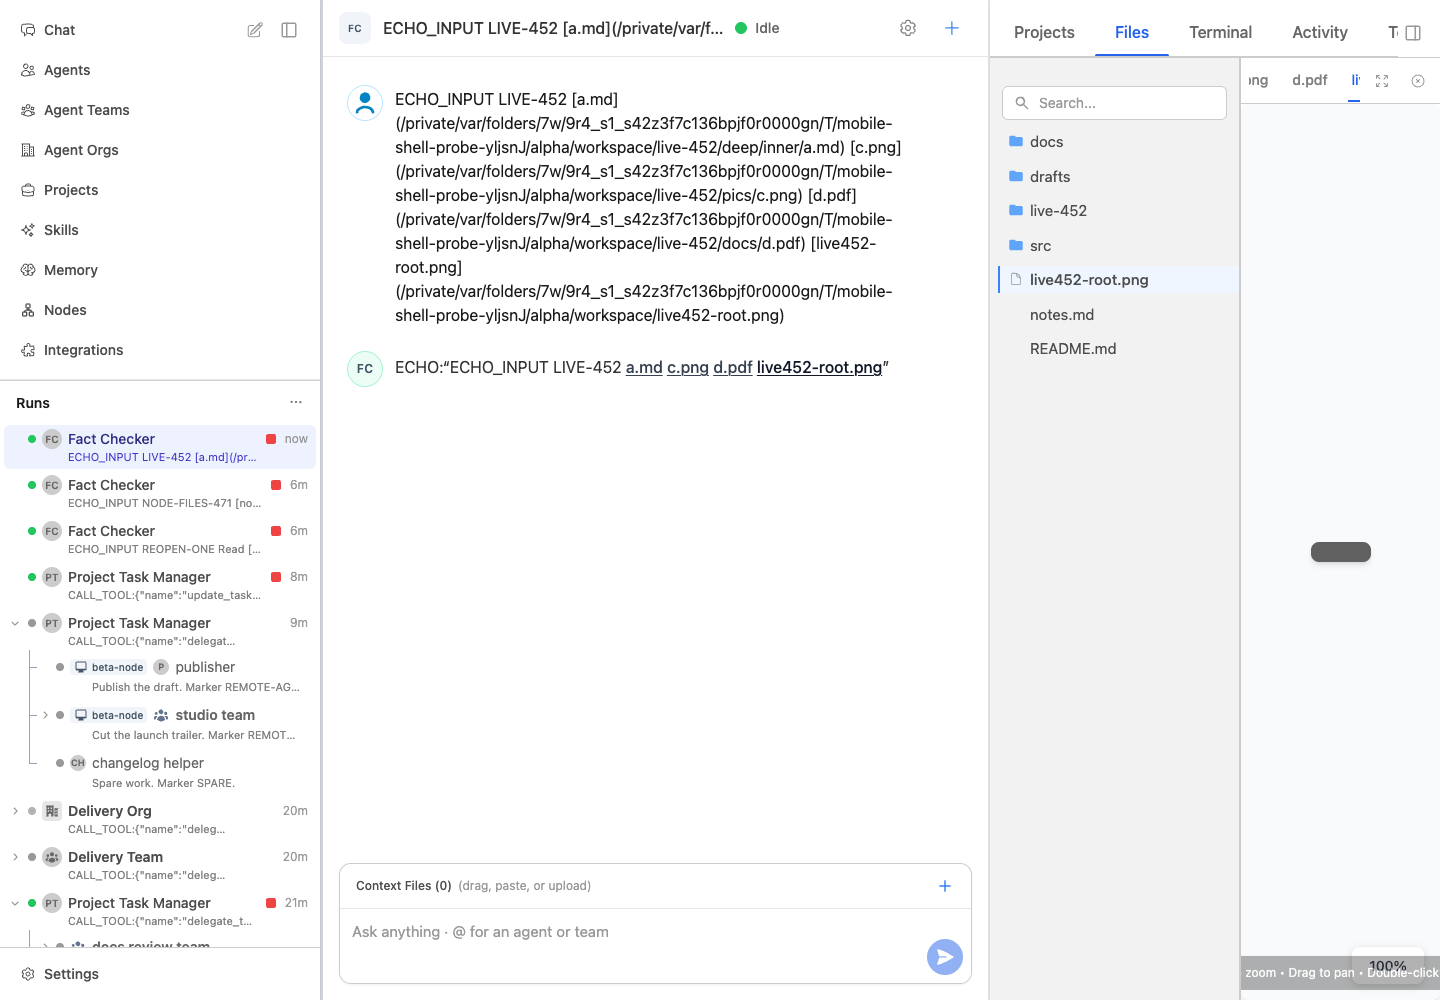 Chat
Agents
Agent Teams
Agent Orgs
Projects
Skills
Memory
Nodes
Integrations
Runs
FC Fact Checker now
ECHO_INPUT LIVE-452 [a.md](/pr...
FC Fact Checker 6m
ECHO_INPUT NODE-FILES-471 [no...
FC Fact Checker 6m
ECHO_INPUT REOPEN-ONE Read [...
PT Project Task Manager 8m
CALL_TOOL:{"name":"update_task...
PT Project Task Manager 9m
CALL_TOOL:{"name":"delegat...
beta-node P publisher
Publish the draft. Marker REMOTE-AG...
beta-node studio team
Cut the launch trailer. Marker REMOT...
CH changelog helper
Spare work. Marker SPARE.
Delivery Org 20m
CALL_TOOL:{"name":"deleg...
Delivery Team 20m
CALL_TOOL:{"name":"deleg...
PT Project Task Manager 21m
CALL_TOOL:{"name":"delegate_t...
docs review team
Settings
FC ECHO_INPUT LIVE-452 [a.md](/private/var/f... Idle
ECHO_INPUT LIVE-452 [a.md]
(/private/var/folders/7w/9r4_s1_s42z3f7c136bpjf0r0000gn/T/mobile-
shell-probe-yljsnJ/alpha/workspace/live-452/deep/inner/a.md) [c.png]
(/private/var/folders/7w/9r4_s1_s42z3f7c136bpjf0r0000gn/T/mobile-
shell-probe-yljsnJ/alpha/workspace/live-452/pics/c.png) [d.pdf]
(/private/var/folders/7w/9r4_s1_s42z3f7c136bpjf0r0000gn/T/mobile-
shell-probe-yljsnJ/alpha/workspace/live-452/docs/d.pdf) [live452-
root.png]
(/private/var/folders/7w/9r4_s1_s42z3f7c136bpjf0r0000gn/T/mobile-
shell-probe-yljsnJ/alpha/workspace/live452-root.png)
FC ECHO:“ECHO_INPUT LIVE-452 a.md c.png d.pdf live452-root.png”
Context Files (0) (drag, paste, or upload)
Ask anything · @ for an agent or team
Projects Files Terminal Activity
Search...
docs
drafts
live-452
src
live452-root.png
notes.md
README.md
d.pdf
100%
zoom • Drag to pan • Double-click